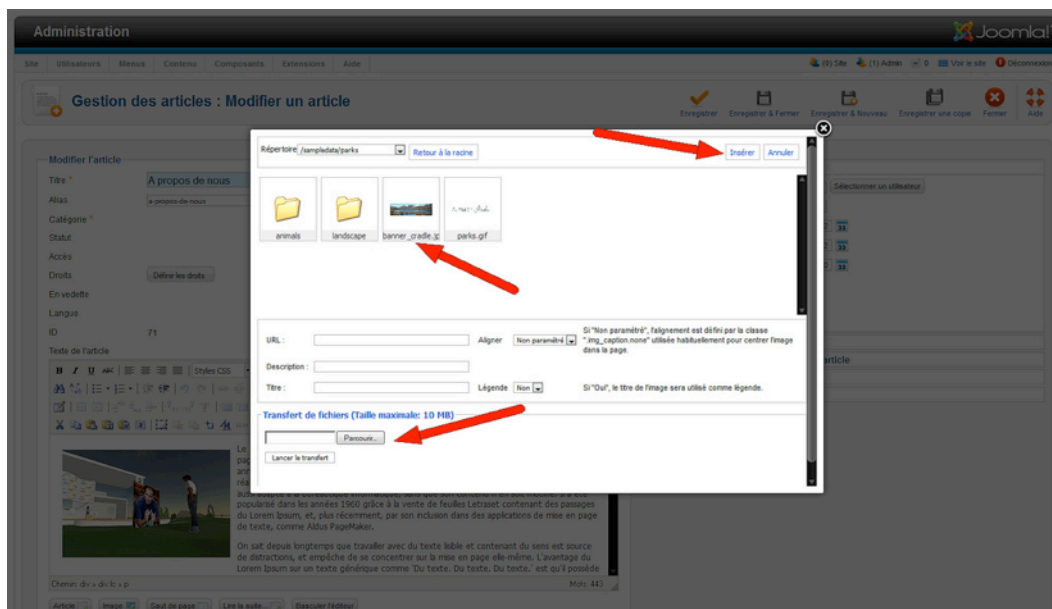 Administration
Joomla!
Site Utilisateurs Menus Contenu Composants Extensions Aide
(0) Site (1) Admin 0 Voir le site Déconnexion
Gestion des articles : Modifier un article
Enregistrer Enregistrer & Fermer Enregistrer & Nouveau Enregistrer une copie Fermer Aide
Répertoire /sampledata/parks Retour à la racine Insérer Annuler
Modifier l'article
Titre * A propos de nous
Sélectionner un utilisateur
Alias a-propos-de-nous
Catégorie *
Statut
Accès
Droits Définir les droits
En vedette
Langue
ID 71
Texte de l'article
animals landscape banner_cradle.jp parks.gif
URL : Aligner Non paramétré
Si "Non paramétré", l'alignement est défini par la classe
".img_caption.none" utilisée habituellement pour centrer l'image
dans la page.
Description :
Titre : Légende Non Si "Oui", le titre de l'image sera utilisé comme légende.
Transfert de fichiers (Taille maximale: 10 MB)
Parcourir...
Lancer le transfert
B I U ABC Styles CSS
article
Le
pag
réa
popularisé dans les années 1960 grâce à la vente de feuilles Letraset contenant des passages
du Lorem Ipsum, et, plus récemment, par son inclusion dans des applications de mise en page
de texte, comme Aldus PageMaker.
On sait depuis longtemps que travailler avec du texte lisible et contenant du sens est source
de distractions, et empêche de se concentrer sur la mise en page elle-même. L'avantage du
Lorem Ipsum sur un texte générique comme 'Du texte. Du texte. Du texte.' est qu'il possède
Chemin: div » div.lc » p Mots: 443
Article Image Saut de page Lire la suite... Basculer l'éditeur